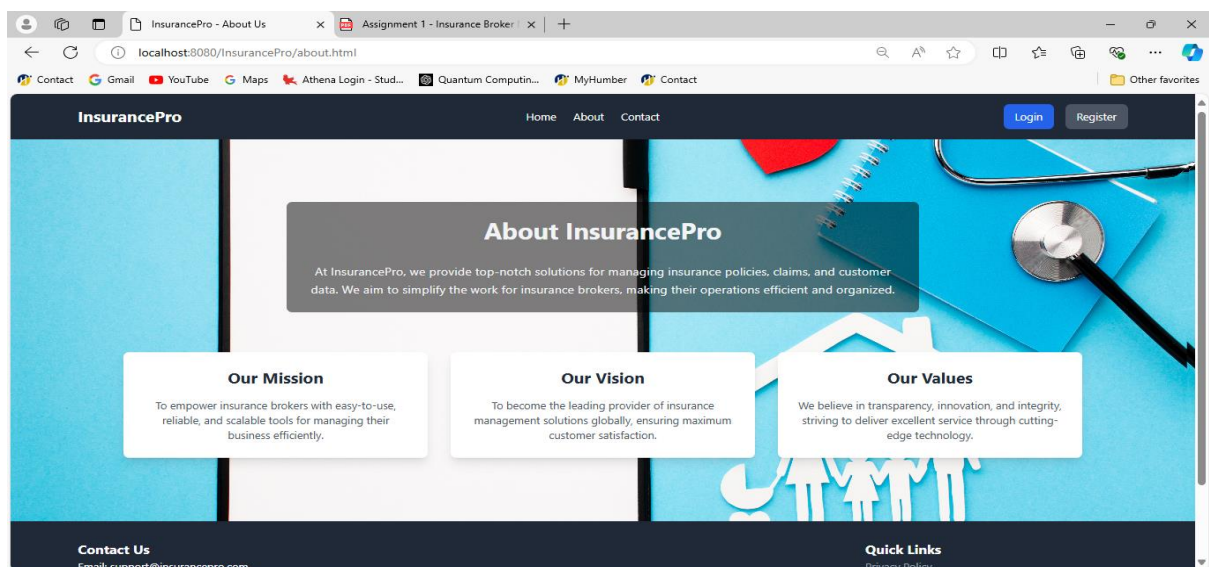 InsurancePro - About Us
Assignment 1 - Insurance Broker
localhost:8080/InsurancePro/about.html
Contact Gmail YouTube Maps Athena Login - Stud... Quantum Computin... MyHumber Contact Other favorites
InsurancePro Home About Contact Login Register
About InsurancePro
At InsurancePro, we provide top-notch solutions for managing insurance policies, claims, and customer
data. We aim to simplify the work for insurance brokers, making their operations efficient and organized.
Our Mission
To empower insurance brokers with easy-to-use,
reliable, and scalable tools for managing their
business efficiently.
Our Vision
To become the leading provider of insurance
management solutions globally, ensuring maximum
customer satisfaction.
Our Values
We believe in transparency, innovation, and integrity,
striving to deliver excellent service through cutting-
edge technology.
Contact Us
Email: support@insurancepro.com
Quick Links
Privacy Policy